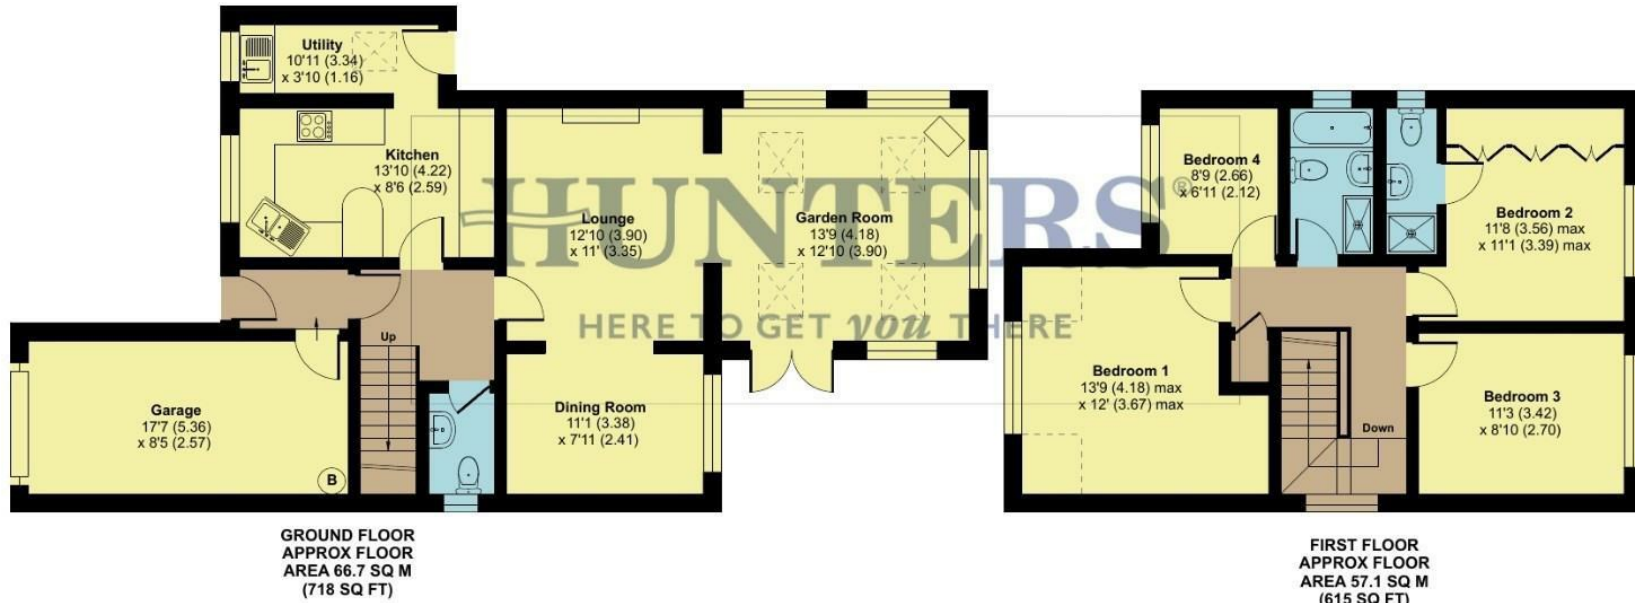 Utility
10'11 (3.34)
x 3'10 (1.16)
Kitchen
13'10 (4.22)
x 8'6 (2.59)
Lounge
12'10 (3.90)
x 11' (3.35)
Garden Room
13'9 (4.18)
x 12'10 (3.90)
Up
Garage
17'7 (5.36)
x 8'5 (2.57)
B
Dining Room
11'1 (3.38)
x 7'11 (2.41)
GROUND FLOOR
APPROX FLOOR
AREA 66.7 SQ M
(718 SQ FT)
HUNTERS®
HERE TO GET you THERE
Bedroom 4
8'9 (2.66)
x 6'11 (2.12)
Bedroom 2
11'8 (3.56) max
x 11'1 (3.39) max
Bedroom 1
13'9 (4.18) max
x 12' (3.67) max
Bedroom 3
11'3 (3.42)
x 8'10 (2.70)
Down
FIRST FLOOR
APPROX FLOOR
AREA 57.1 SQ M
(615 SQ FT)